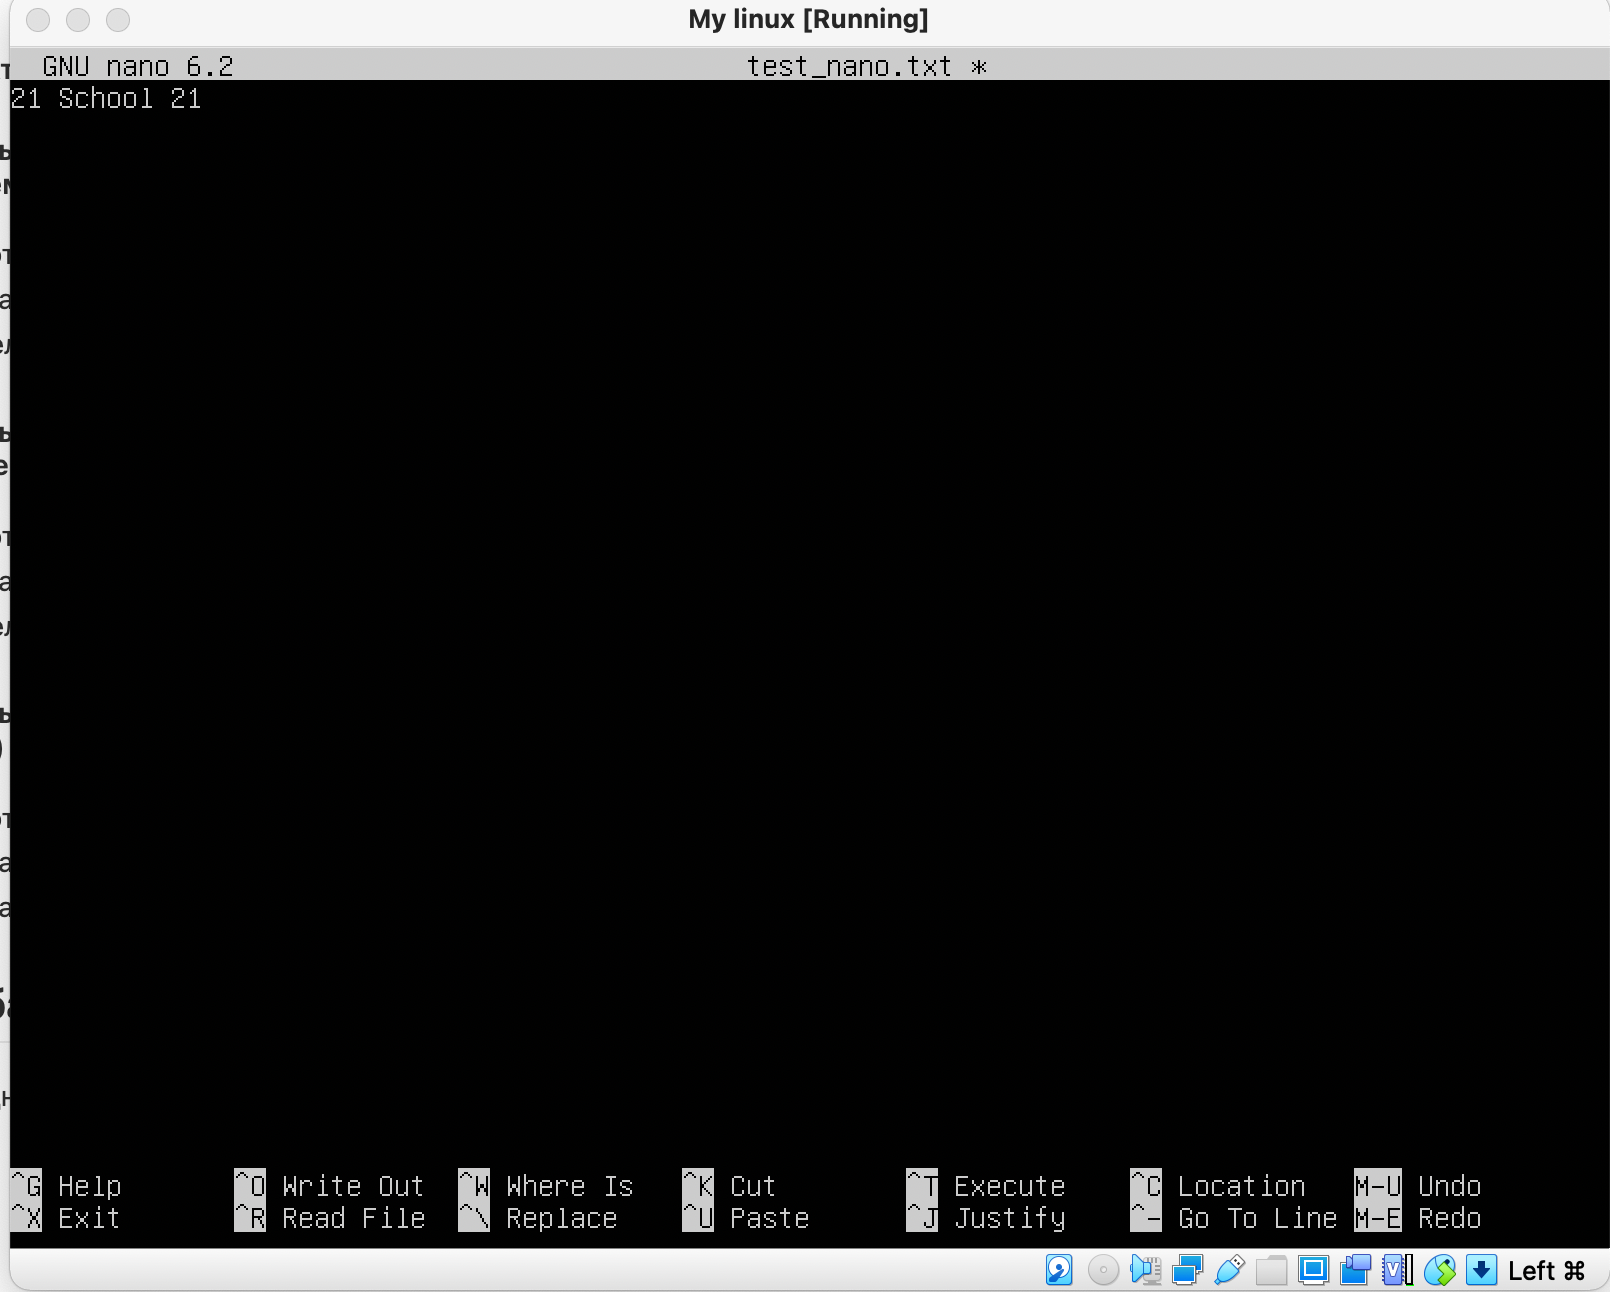 My linux [Running]
GNU nano 6.2 test_nano.txt *
21 School 21
^G Help ^O Write Out ^W Where Is ^K Cut ^T Execute ^C Location M-U Undo
^X Exit ^R Read File ^\ Replace ^U Paste ^J Justify ^- Go To Line M-E Redo
Left ⌘